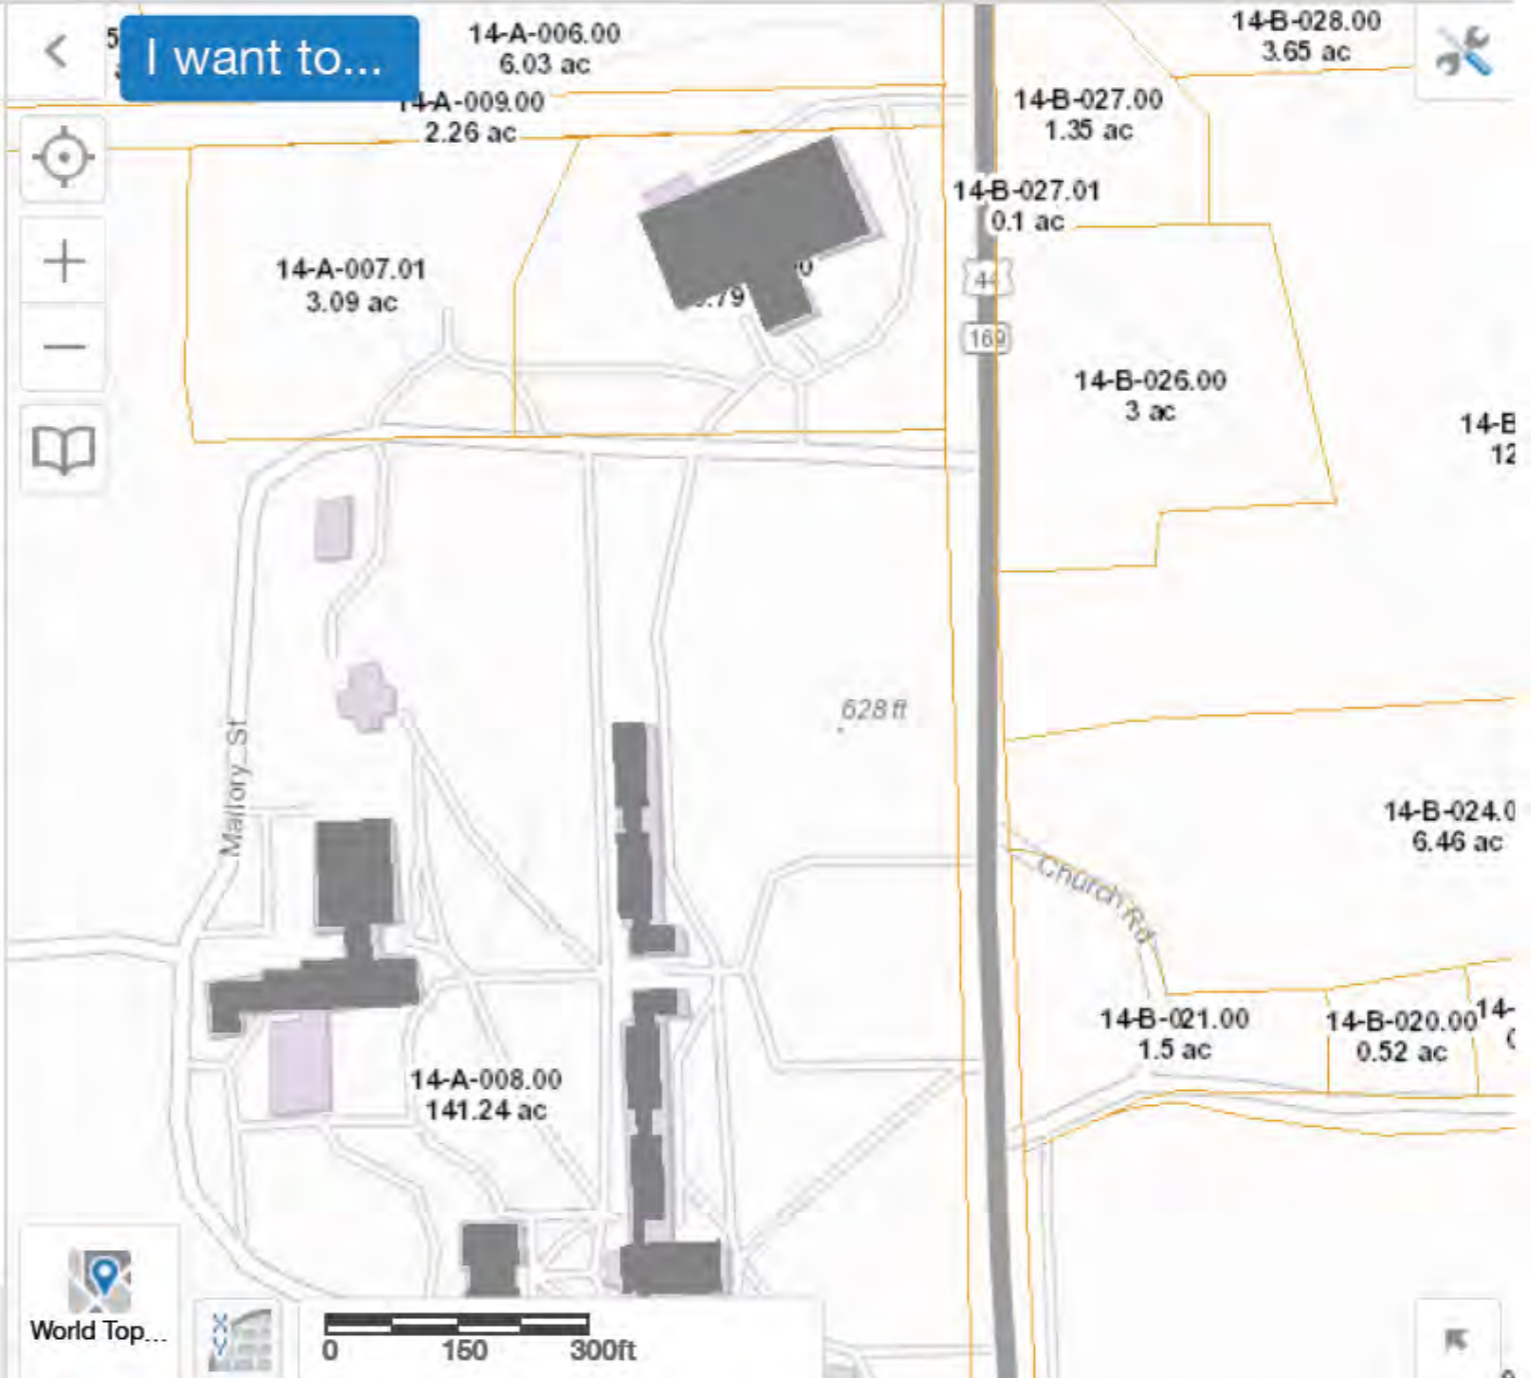 I want to...
14-A-006.00
6.03 ac
14-B-028.00
3.65 ac
14-A-009.00
2.26 ac
14-B-027.00
1.35 ac
14-B-027.01
0.1 ac
14-A-007.01
3.09 ac
.79
44
169
14-B-026.00
3 ac
14-B
12
628 ft
Mallory St
14-B-024.0
6.46 ac
Church Rd
14-B-021.00
1.5 ac
14-B-020.00
0.52 ac
14-
14-A-008.00
141.24 ac
World Top...
0 150 300ft